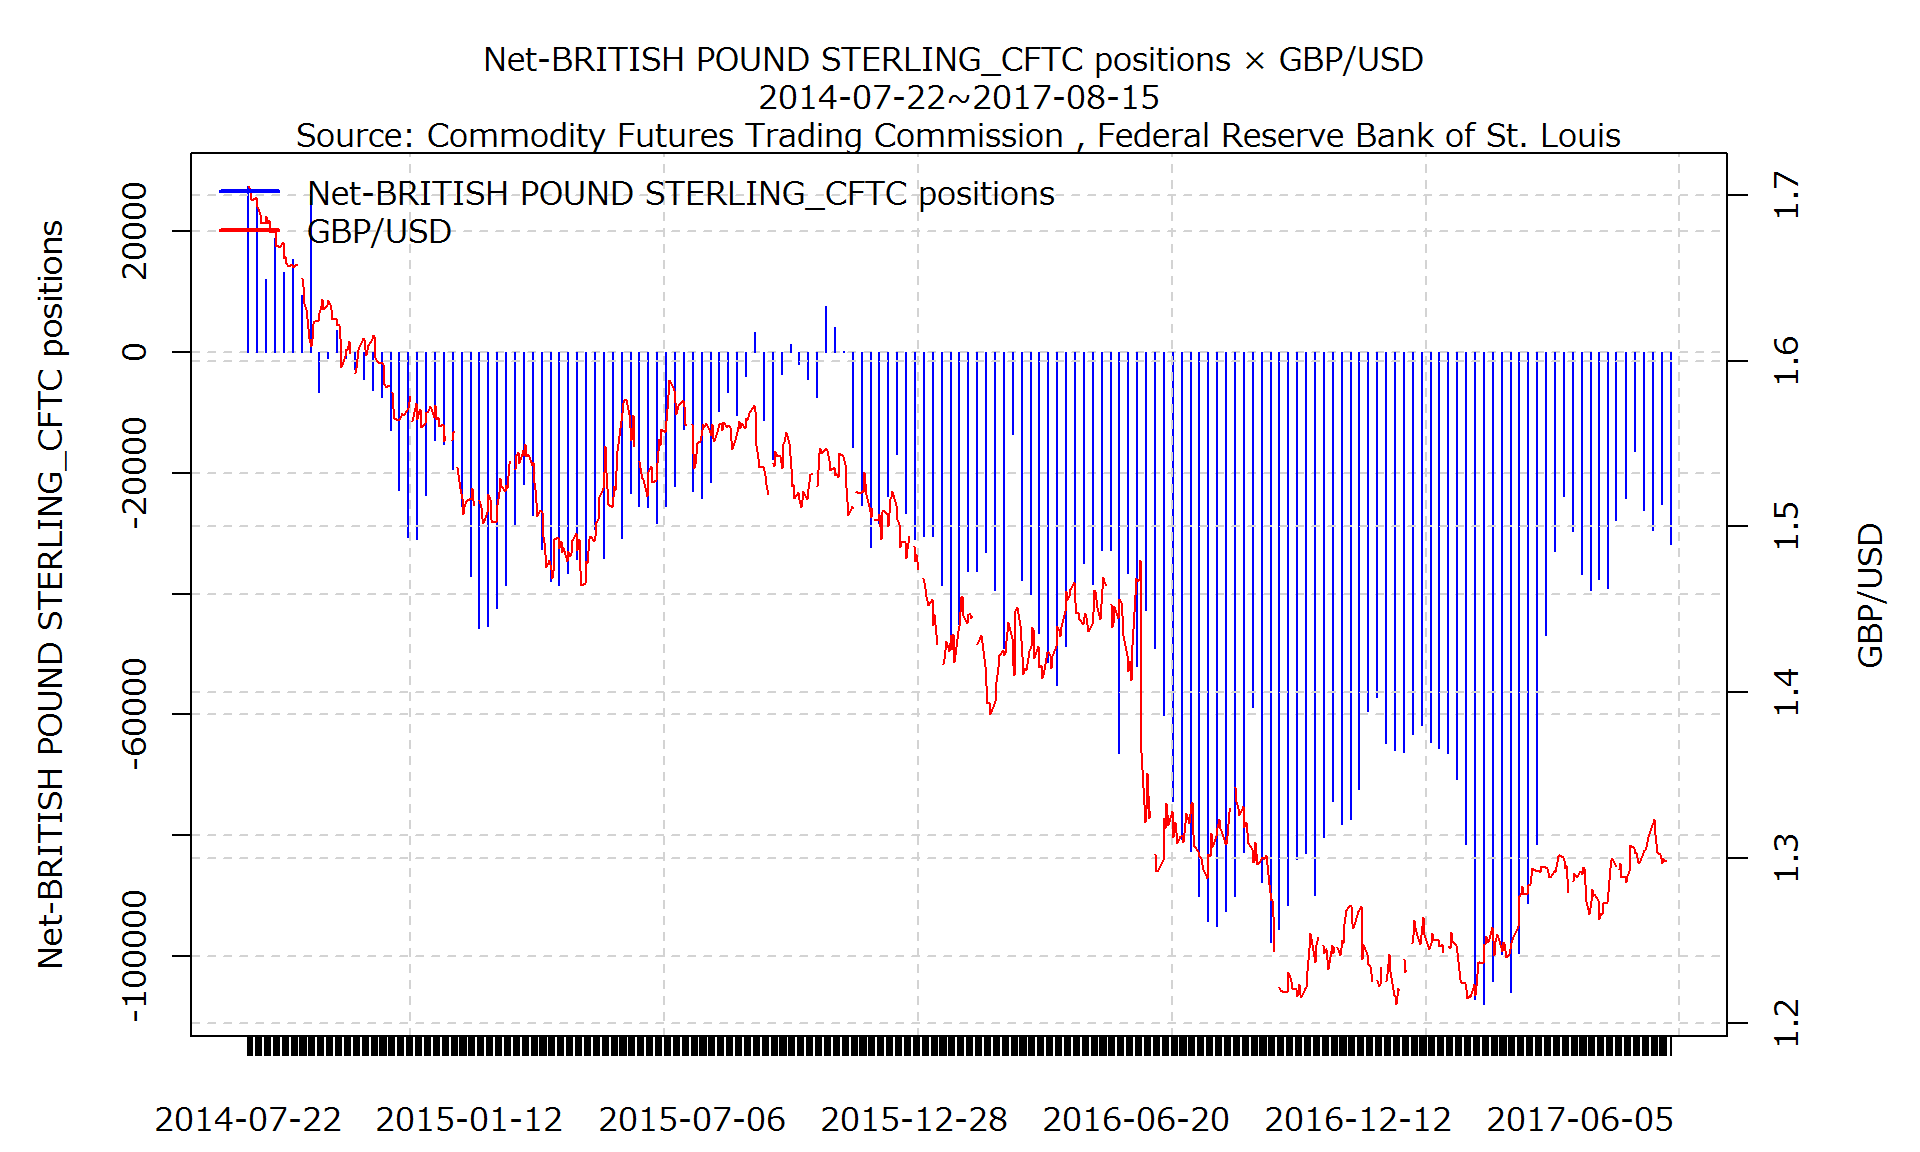 Net-BRITISH POUND STERLING_CFTC positions × GBP/USD
2014-07-22~2017-08-15
Source: Commodity Futures Trading Commission , Federal Reserve Bank of St. Louis
Net-BRITISH POUND STERLING_CFTC positions
GBP/USD
Net-BRITISH POUND STERLING_CFTC positions
20000
0
-20000
-60000
-100000
1.7
1.6
1.5
1.4
1.3
1.2
GBP/USD
2014-07-22 2015-01-12 2015-07-06 2015-12-28 2016-06-20 2016-12-12 2017-06-05